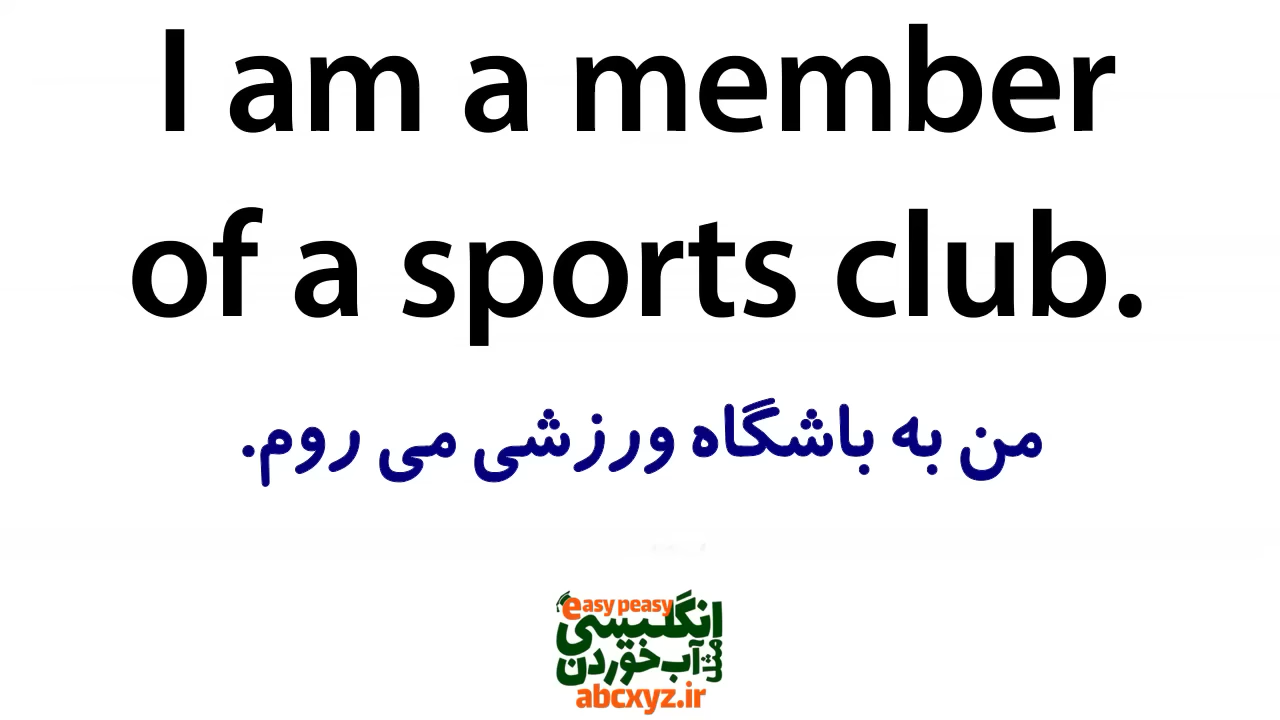 I am a member
of a sports club.
من به باشگاه ورزشی می روم.
easy peasy
انگلیسی
مثل آب خوردن
abcxyz.ir